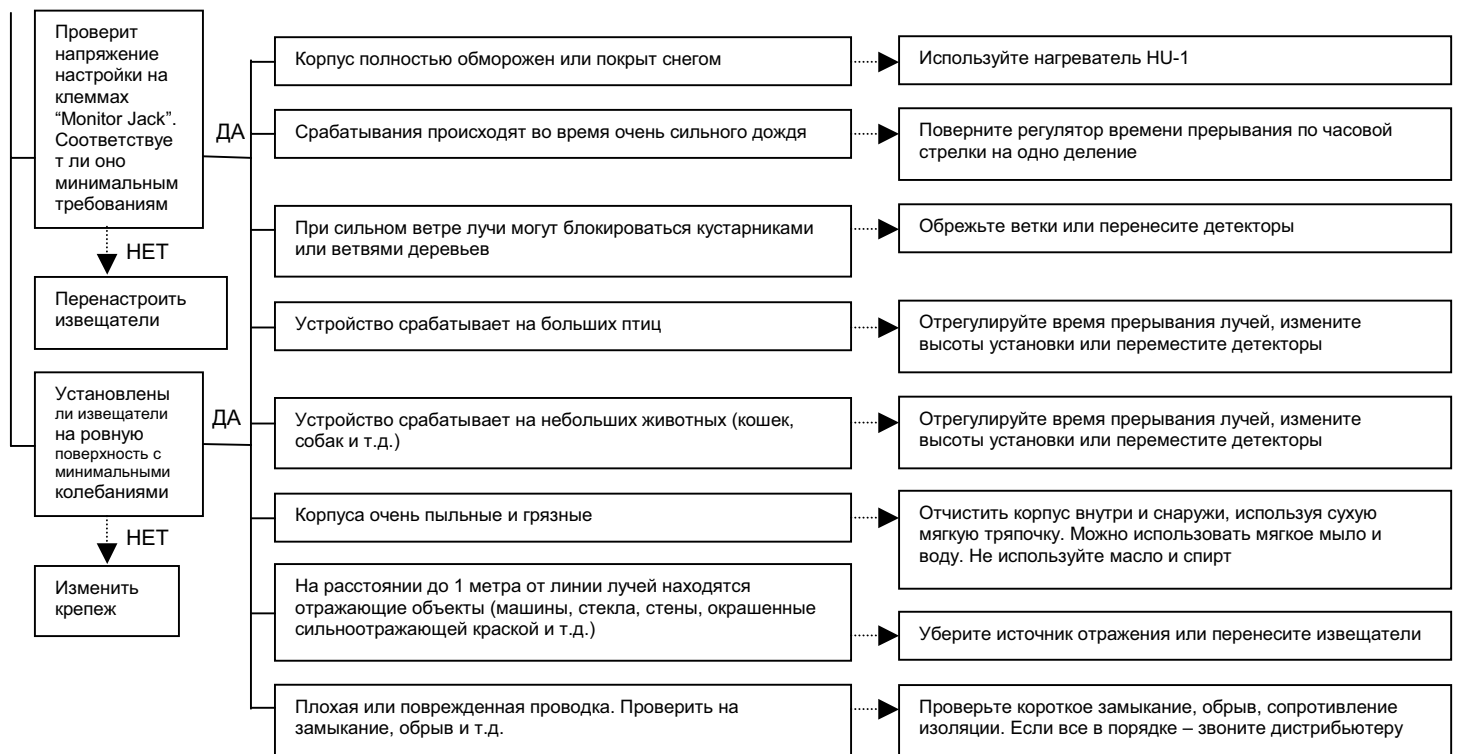 Проверит
напряжение
настройки на
клеммах
“Monitor Jack”.
Соответствуе
т ли оно
минимальным
требованиям
ДА
НЕТ
Перенастроить
извещатели
Установлены
ли извещатели
на ровную
поверхность с
минимальными
колебаниями
ДА
НЕТ
Изменить
крепеж
Корпус полностью обморожен или покрыт снегом
Используйте нагреватель HU-1
Срабатывания происходят во время очень сильного дождя
Поверните регулятор времени прерывания по часовой
стрелки на одно деление
При сильном ветре лучи могут блокироваться кустарниками
или ветвями деревьев
Обрежьте ветки или перенесите детекторы
Устройство срабатывает на больших птиц
Отрегулируйте время прерывания лучей, измените
высоты установки или переместите детекторы
Устройство срабатывает на небольших животных (кошек,
собак и т.д.)
Отрегулируйте время прерывания лучей, измените
высоты установки или переместите детекторы
Корпуса очень пыльные и грязные
Отчистить корпус внутри и снаружи, используя сухую
мягкую тряпочку. Можно использовать мягкое мыло и
воду. Не используйте масло и спирт
На расстоянии до 1 метра от линии лучей находятся
отражающие объекты (машины, стекла, стены, окрашенные
сильноотражающей краской и т.д.)
Уберите источник отражения или перенесите извещатели
Плохая или поврежденная проводка. Проверить на
замыкание, обрыв и т.д.
Проверьте короткое замыкание, обрыв, сопротивление
изоляции. Если все в порядке – звоните дистрибьютеру